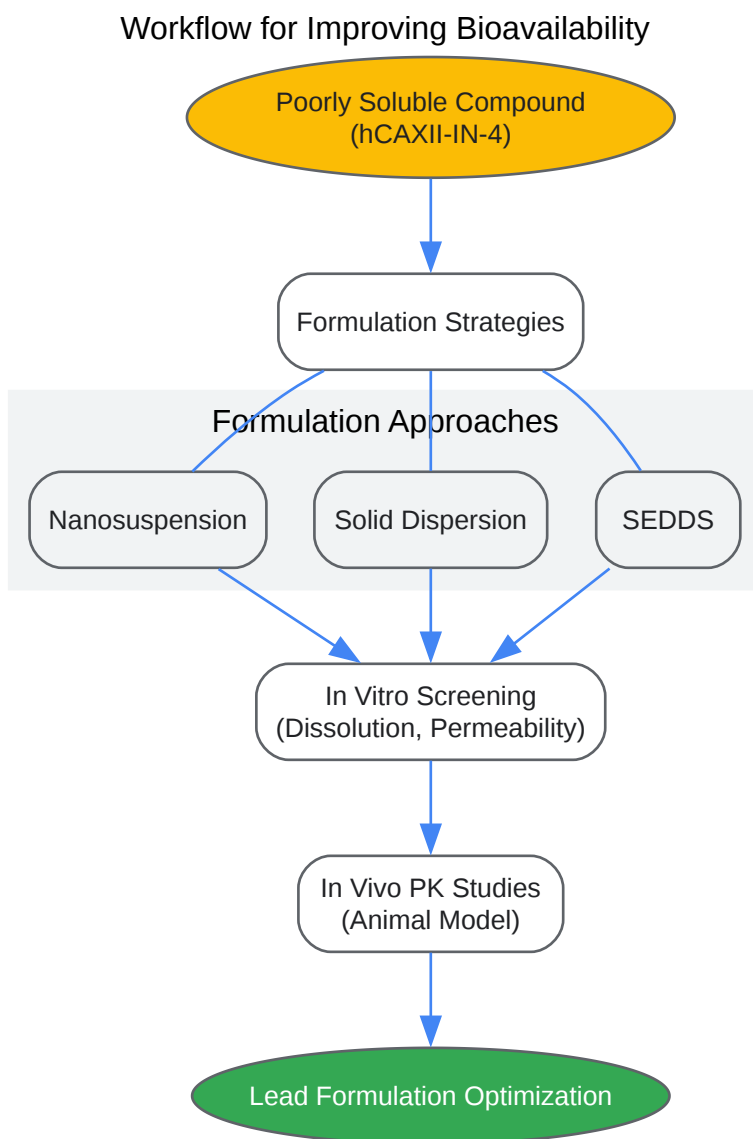 Workflow for Improving Bioavailability
Poorly Soluble Compound
(hCAXII-IN-4)
Formulation Strategies
Formulation Approaches
Nanosuspension
Solid Dispersion
SEDDS
In Vitro Screening
(Dissolution, Permeability)
In Vivo PK Studies
(Animal Model)
Lead Formulation Optimization